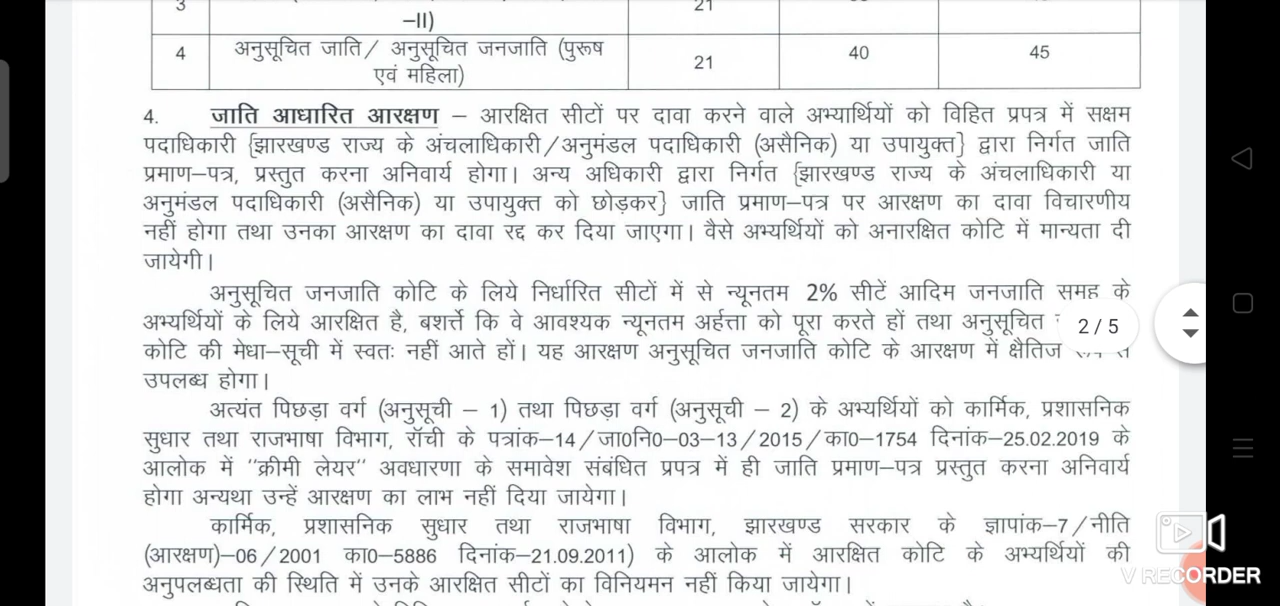 3 21
–II)
4 अनुसूचित जाति/ अनुसूचित जनजाति (पुरूष 21 40 45
एवं महिला)
4. जाति आधारित आरक्षण – आरक्षित सीटों पर दावा करने वाले अभ्यार्थियों को विहित प्रपत्र में सक्षम
पदाधिकारी {झारखण्ड राज्य के अंचलाधिकारी/अनुमंडल पदाधिकारी (असैनिक) या उपायुक्त} द्वारा निर्गत जाति
प्रमाण–पत्र, प्रस्तुत करना अनिवार्य होगा। अन्य अधिकारी द्वारा निर्गत {झारखण्ड राज्य के अंचलाधिकारी या
अनुमंडल पदाधिकारी (असैनिक) या उपायुक्त को छोड़कर} जाति प्रमाण–पत्र पर आरक्षण का दावा विचारणीय
नहीं होगा तथा उनका आरक्षण का दावा रद्द कर दिया जाएगा। वैसे अभ्यर्थियों को अनारक्षित कोटि में मान्यता दी
जायेगी।
अनुसूचित जनजाति कोटि के लिये निर्धारित सीटों में से न्यूनतम 2% सीटें आदिम जनजाति समूह के
अभ्यर्थियों के लिये आरक्षित है, बशर्त्ते कि वे आवश्यक न्यूनतम अर्हत्ता को पूरा करते हों तथा अनुसूचित
2 / 5
कोटि की मेधा–सूची में स्वतः नहीं आते हों। यह आरक्षण अनुसूचित जनजाति कोटि के आरक्षण में क्षैतिज
उपलब्ध होगा।
अत्यंत पिछड़ा वर्ग (अनुसूची – 1) तथा पिछड़ा वर्ग (अनुसूची – 2) के अभ्यर्थियों को कार्मिक, प्रशासनिक
सुधार तथा राजभाषा विभाग, रॉची के पत्रांक–14/जा0नि0–03–13/2015/का0–1754 दिनांक–25.02.2019 के
आलोक में "क्रीमी लेयर" अवधारणा के समावेश संबंधित प्रपत्र में ही जाति प्रमाण–पत्र प्रस्तुत करना अनिवार्य
होगा अन्यथा उन्हें आरक्षण का लाभ नहीं दिया जायेगा।
कार्मिक, प्रशासनिक सुधार तथा राजभाषा विभाग, झारखण्ड सरकार के ज्ञापांक–7/नीति
(आरक्षण)–06/2001 का0–5886 दिनांक–21.09.2011) के आलोक में आरक्षित कोटि के अभ्यर्थियों की
अनुपलब्धता की स्थिति में उनके आरक्षित सीटों का विनियमन नहीं किया जायेगा।
V RECORDER